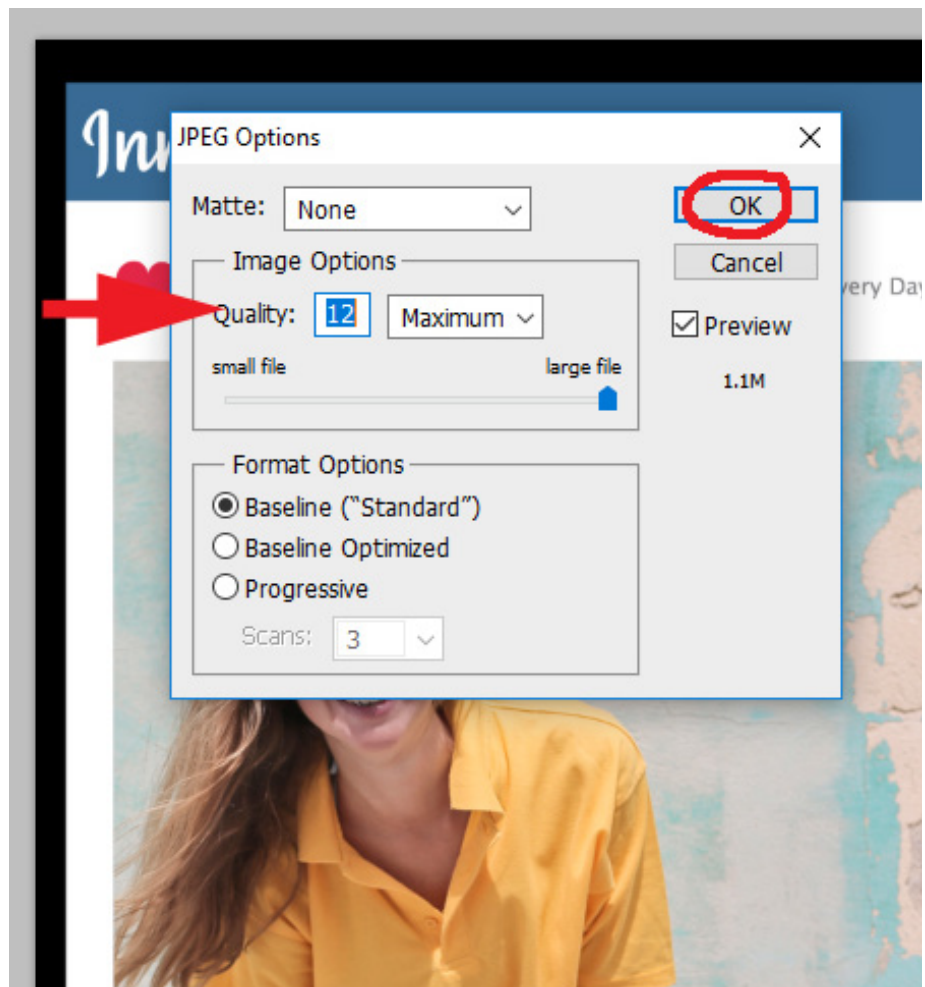 JPEG Options
Matte: None
OK
Image Options
Cancel
Quality: 12 Maximum
Preview
small file large file
1.1M
Format Options
Baseline (“Standard”)
Baseline Optimized
Progressive
Scans: 3